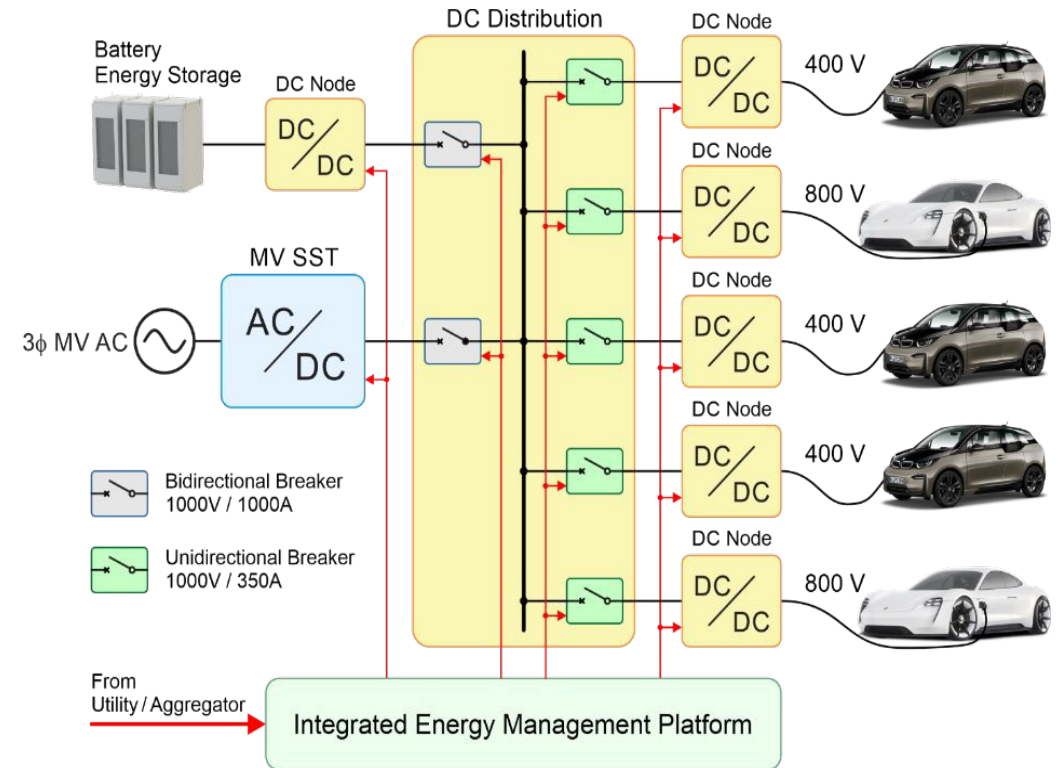 DC Distribution
Battery
Energy Storage
DC Node
DC/DC
MV SST
AC/DC
3ϕ MV AC
DC Node
DC/DC
400 V
DC Node
DC/DC
800 V
DC Node
DC/DC
400 V
DC Node
DC/DC
400 V
DC Node
DC/DC
800 V
Bidirectional Breaker
1000V / 1000A
Unidirectional Breaker
1000V / 350A
From
Utility / Aggregator
Integrated Energy Management Platform